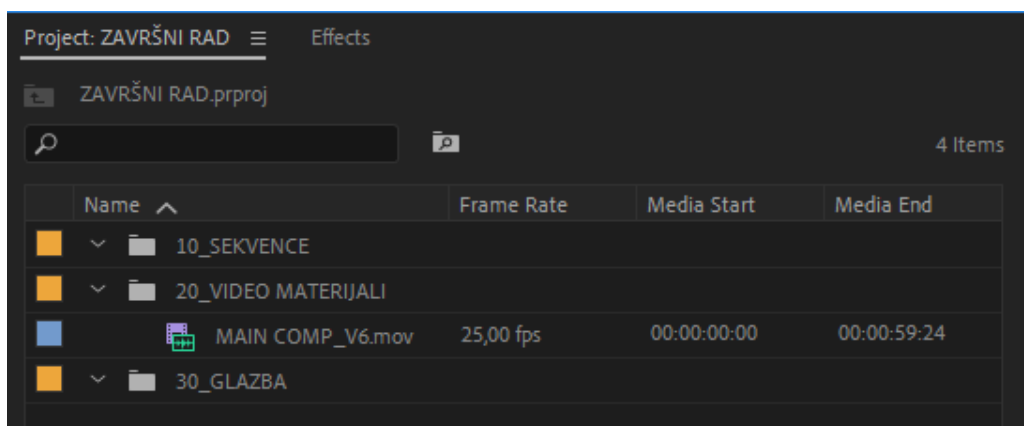 Project: ZAVRŠNI RAD Effects
ZAVRŠNI RAD.prproj
4 Items
Name Frame Rate Media Start Media End
10_SEKVENCE
20_VIDEO MATERIJALI
MAIN COMP_V6.mov 25,00 fps 00:00:00:00 00:00:59:24
30_GLAZBA